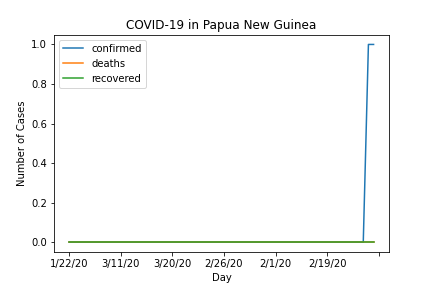 COVID-19 in Papua New Guinea
confirmed
deaths
recovered
1.0
0.8
0.6
0.4
0.2
0.0
Number of Cases
1/22/20 3/11/20 3/20/20 2/26/20 2/1/20 2/19/20
Day